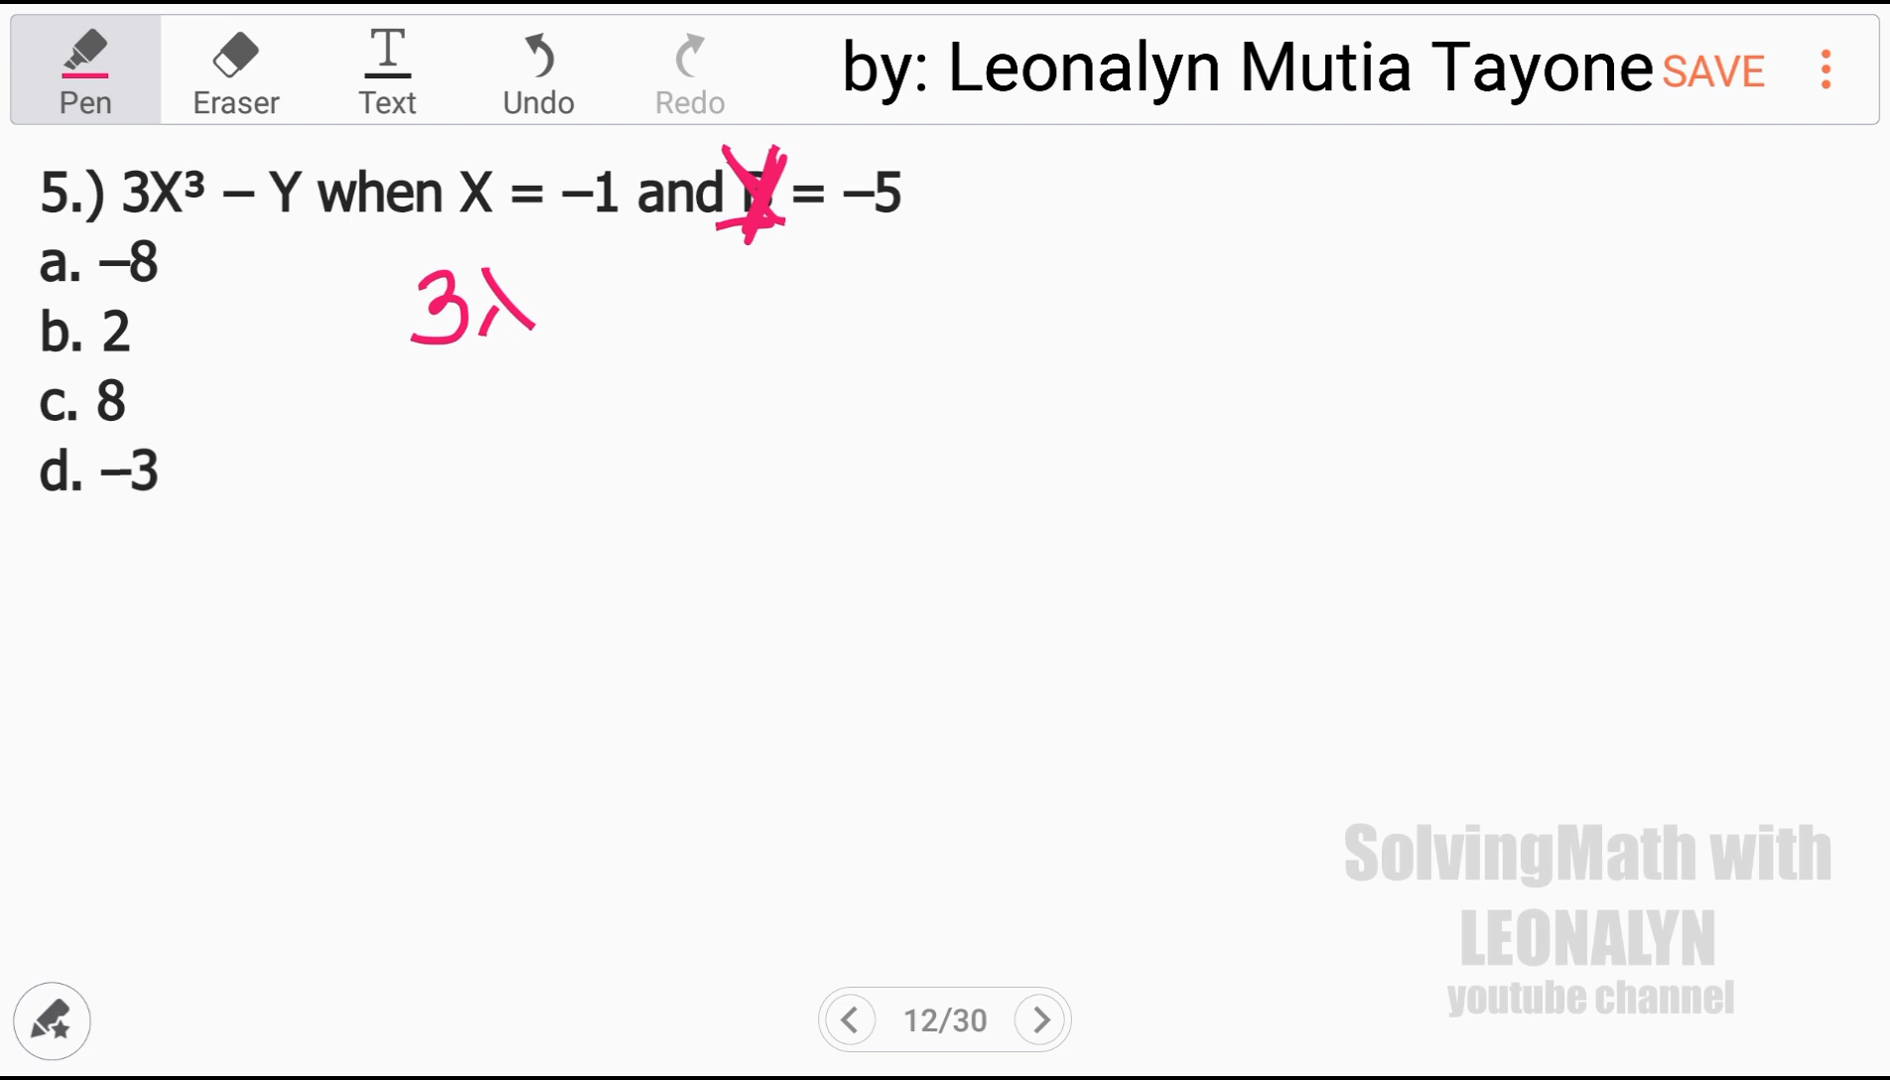 Pen
Eraser
Text
Undo
Redo
by: Leonalyn Mutia Tayone
SAVE
5.) 3X³ – Y when X = –1 and Y = –5
a. –8
b. 2
c. 8
d. –3
3
SolvingMath with
LEONALYN
youtube channel
12/30